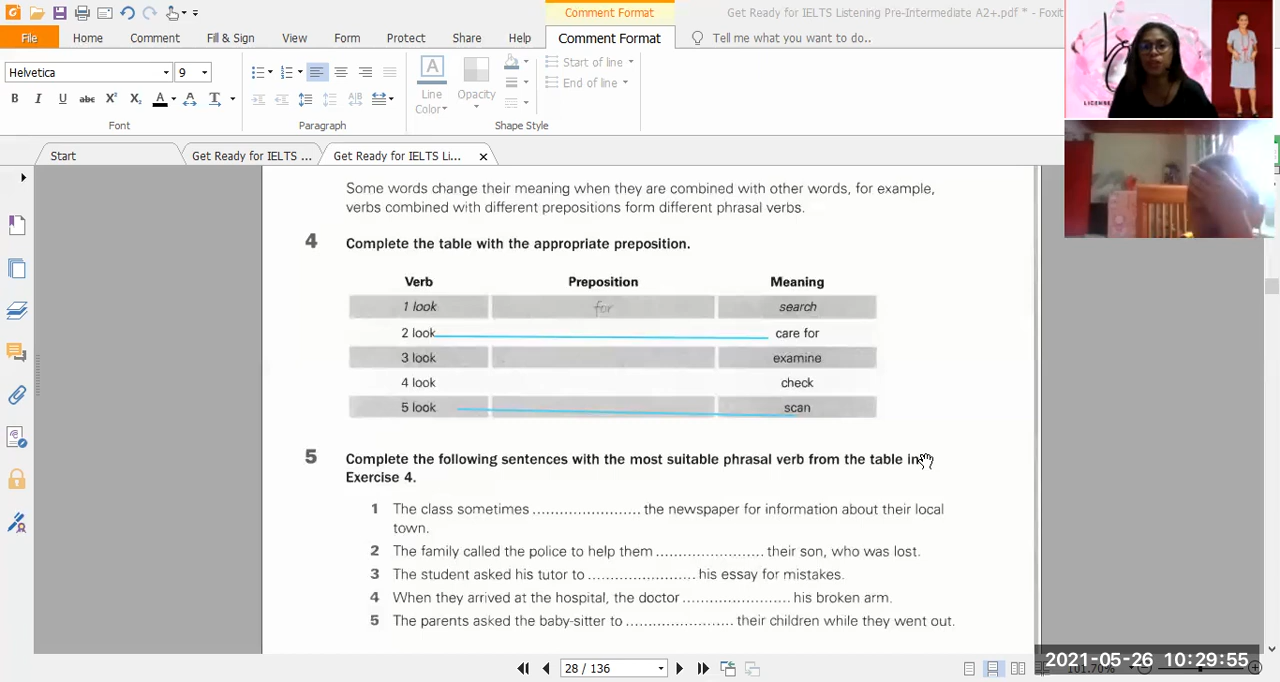 Comment Format
Get Ready for IELTS Listening Pre-Intermediate A2+.pdf * - Foxit
File Home Comment Fill & Sign View Form Protect Share Help Comment Format Tell me what you want to do..
Helvetica 9
Line Color
Opacity
Start of line
End of line
B I U abc X² X₂ A A T
Font Paragraph Shape Style
Start Get Ready for IELTS ... Get Ready for IELTS Li... ×
Some words change their meaning when they are combined with other words, for example,
verbs combined with different prepositions form different phrasal verbs.
4 Complete the table with the appropriate preposition.
Verb Preposition Meaning
1 look for search
2 look care for
3 look examine
4 look check
5 look scan
5 Complete the following sentences with the most suitable phrasal verb from the table in
Exercise 4.
1 The class sometimes ........................ the newspaper for information about their local
town.
2 The family called the police to help them ........................ their son, who was lost.
3 The student asked his tutor to ........................ his essay for mistakes.
4 When they arrived at the hospital, the doctor ........................ his broken arm.
5 The parents asked the baby-sitter to ........................ their children while they went out.
28 / 136
2021-05-26 10:29:55